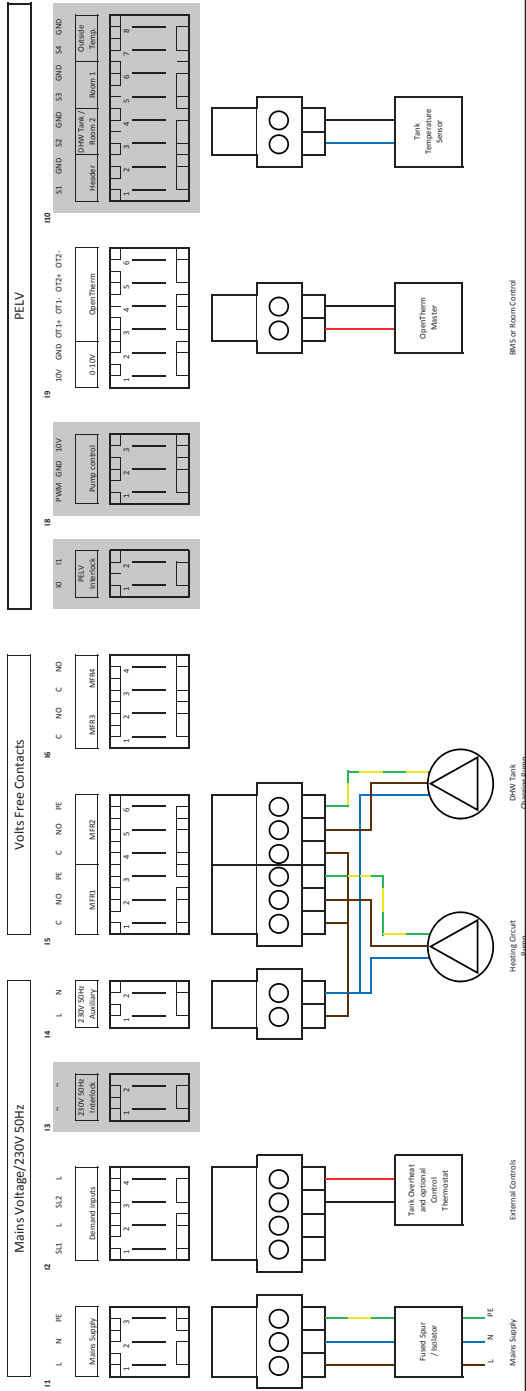 Mains Voltage/230V 50Hz
Volts Free Contacts
PELV
I1
L N PE
Mains Supply
1 2 3
I2
SL1 L SL2 L
Demand inputs
1 2 3 4
I3
~ ~
230V 50Hz
Interlock
1 2
I4
L N
230V 50Hz
Auxiliary
1 2
I5
C NO PE C NO PE
MFR1 MFR2
1 2 3 4 5 6
I6
C NO C NO
MFR3 MFR4
1 2 3 4
I0 I1
PELV
Interlock
1 2
I8
PWM GND 10V
Pump control
1 2 3
I9
10V GND OT1+ OT1- OT2+ OT2-
0-10V OpenTherm
1 2 3 4 5 6
I10
S1 GND S2 GND S3 GND S4 GND
Header
DHW Tank /
Room 2
Room 1
Outside
Temp.
1 2 3 4 5 6 7 8
Fused Spur
/ Isolator
L N PE
Mains Supply
Tank Overheat
and optional
Control
Thermostat
External Controls
Heating Circuit
Pump
DHW Tank
Charging Pump
OpenTherm
Master
BMS or Room Control
Tank
Temperature
Sensor